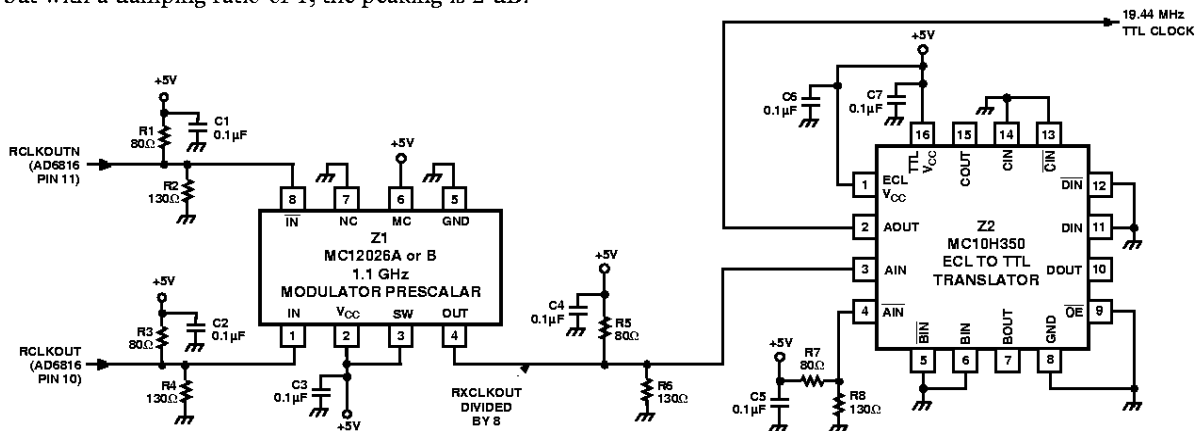 but with a damping ratio of 1, the peaking is 2 dB.
19.44 MHz
TTL CLOCK
+5V
C6
0.1µF
C7
0.1µF
+5V
C1
0.1µF
R1
80Ω
RCLKOUTN
(AD6816
PIN 11)
R2
130Ω
+5V
8
7
6
5
IN
NC
MC
GND
Z1
MC12026A or B
1.1 GHz
MODULATOR PRESCALAR
IN
VCC
SW
OUT
1
2
3
4
+5V
C2
0.1µF
R3
80Ω
RCLKOUT
(AD6816
PIN 10)
R4
130Ω
C3
0.1µF
+5V
RXCLKOUT
DIVIDED
BY 8
+5V
C4
0.1µF
R5
80Ω
R6
130Ω
16
15
14
13
TTL
VCC
COUT
CIN
CIN
1
ECL
VCC
DIN
12
2
AOUT
DIN
11
Z2
MC10H350
ECL TO TTL
TRANSLATOR
3
AIN
DOUT
10
4
AIN
OE
9
BIN
BIN
BOUT
GND
5
6
7
8
+5V
R7
80Ω
C5
0.1µF
R8
130Ω